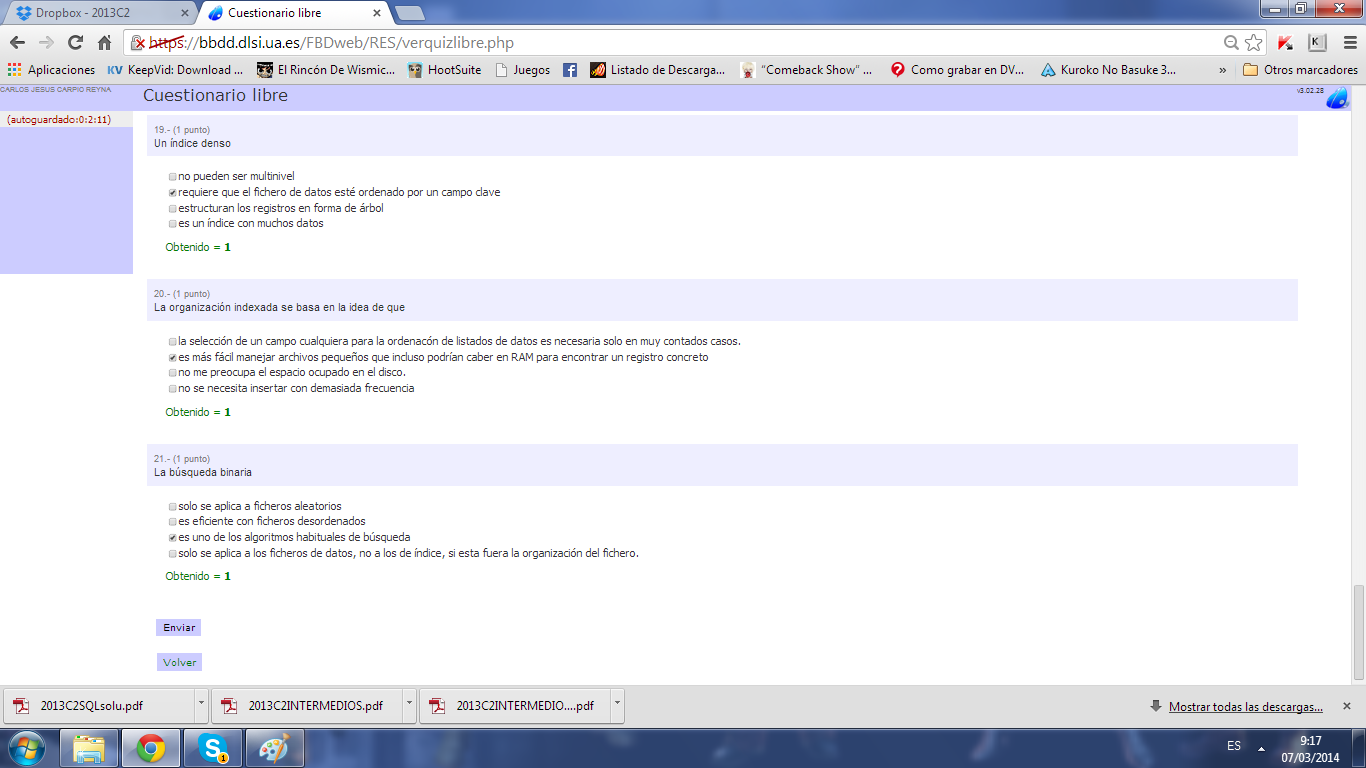 Dropbox - 2013C2
Cuestionario libre
https://bbdd.dlsi.ua.es/FBDweb/RES/verquizlibre.php
Aplicaciones
KeepVid: Download ...
El Rincón De Wismic...
HootSuite
Juegos
Listado de Descarga...
"Comeback Show" ...
Como grabar en DV...
Kuroko No Basuke 3...
»
Otros marcadores
CARLOS JESUS CARPIO REYNA
Cuestionario libre
v3.02.28
(autoguardado:0:2:11)
19.- (1 punto)
Un índice denso
no pueden ser multinivel
requiere que el fichero de datos esté ordenado por un campo clave
estructuran los registros en forma de árbol
es un índice con muchos datos
Obtenido = 1
20.- (1 punto)
La organización indexada se basa en la idea de que
la selección de un campo cualquiera para la ordenacón de listados de datos es necesaria solo en muy contados casos.
es más fácil manejar archivos pequeños que incluso podrían caber en RAM para encontrar un registro concreto
no me preocupa el espacio ocupado en el disco.
no se necesita insertar con demasiada frecuencia
Obtenido = 1
21.- (1 punto)
La búsqueda binaria
solo se aplica a ficheros aleatorios
es eficiente con ficheros desordenados
es uno de los algoritmos habituales de búsqueda
solo se aplica a los ficheros de datos, no a los de índice, si esta fuera la organización del fichero.
Obtenido = 1
Enviar
Volver
2013C2SQLsolu.pdf
2013C2INTERMEDIOS.pdf
2013C2INTERMEDIO....pdf
Mostrar todas las descargas...
ES
9:17
07/03/2014